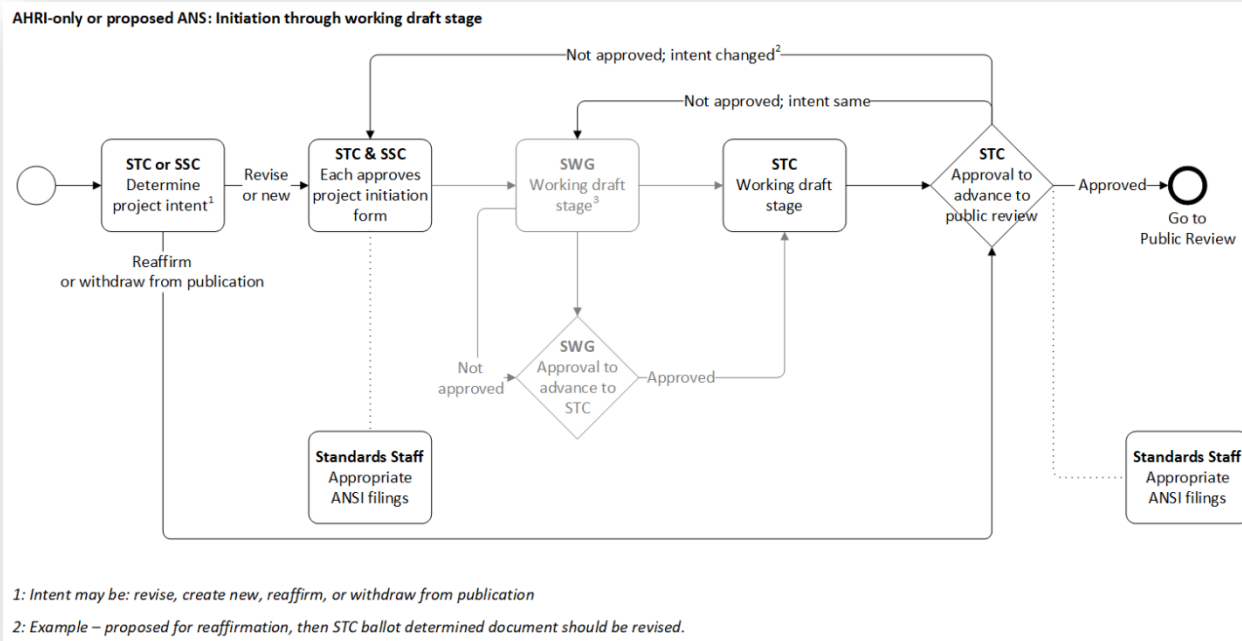 AHRI-only or proposed ANS: Initiation through working draft stage
Not approved; intent changed²
Not approved; intent same
STC or SSC
Determine
project intent¹
Revise
or new
STC & SSC
Each approves
project initiation
form
SWG
Working draft
stage³
STC
Working draft
stage
STC
Approval to
advance to
public review
Approved
Go to
Public Review
Reaffirm
or withdraw from publication
Not
approved
SWG
Approval to
advance to
STC
Approved
Standards Staff
Appropriate
ANSI filings
Standards Staff
Appropriate
ANSI filings
1: Intent may be: revise, create new, reaffirm, or withdraw from publication
2: Example – proposed for reaffirmation, then STC ballot determined document should be revised.